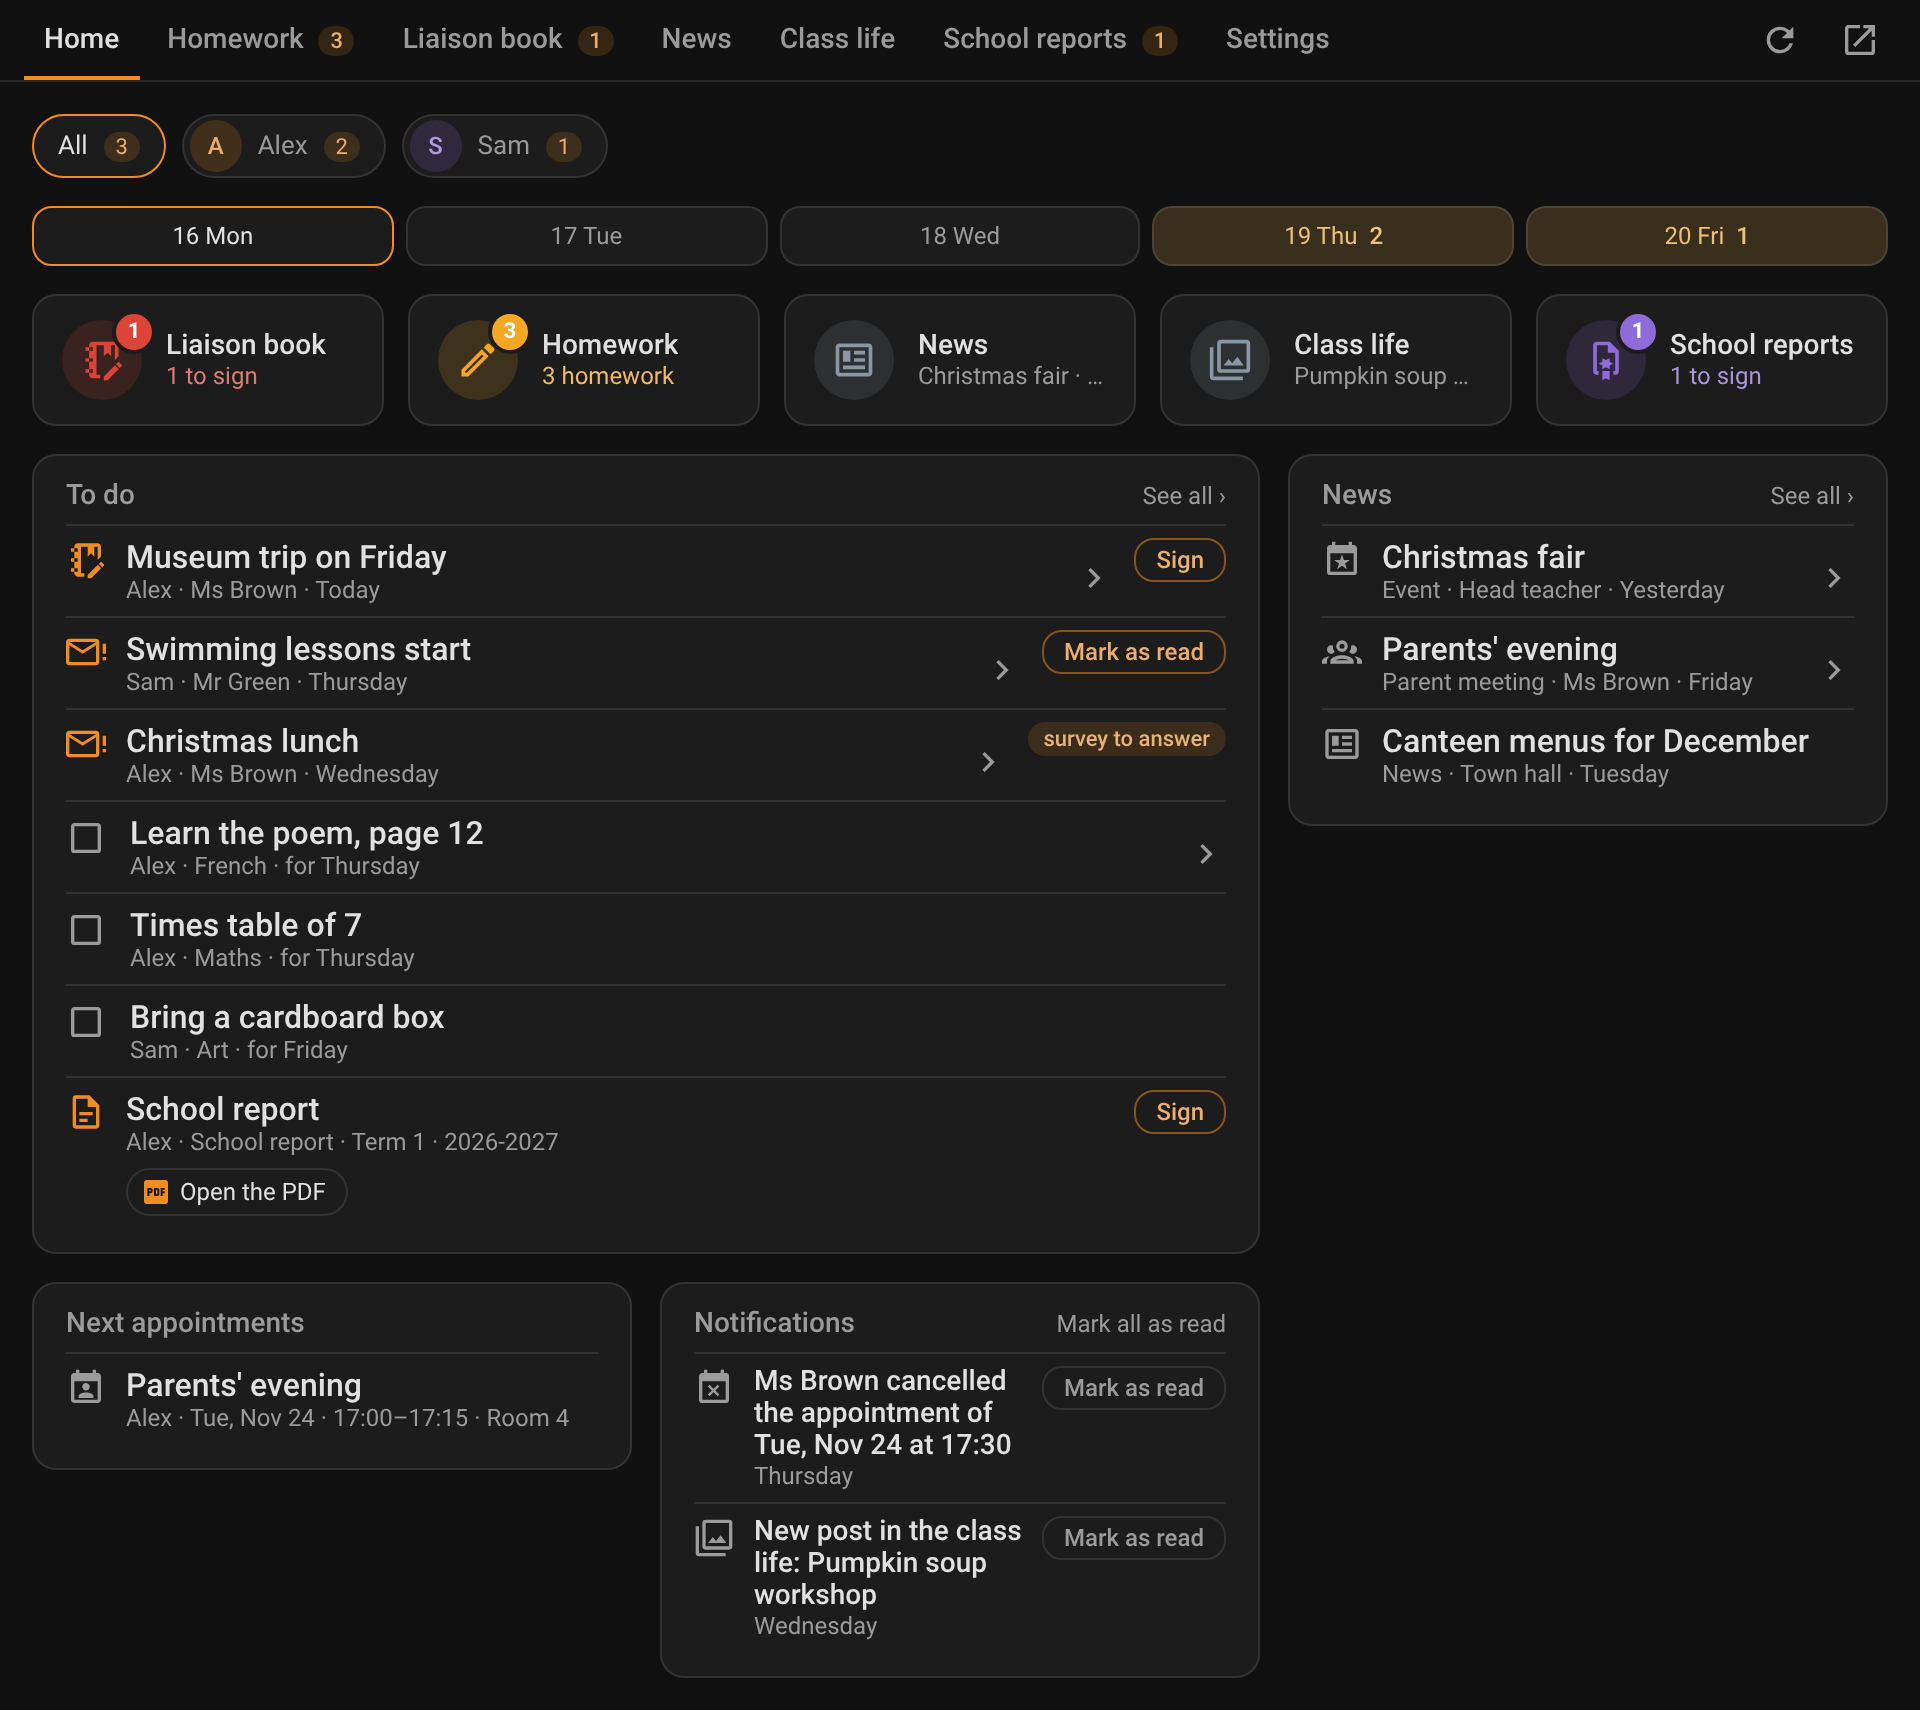 Home Homework 3 Liaison book 1 News Class life School reports 1 Settings
All 3 A Alex 2 S Sam 1
16 Mon 17 Tue 18 Wed 19 Thu 2 20 Fri 1
1 Liaison book
1 to sign
3 Homework
3 homework
News
Christmas fair · ...
Class life
Pumpkin soup ...
1 School reports
1 to sign
To do See all ›
Museum trip on Friday Sign
Alex · Ms Brown · Today
Swimming lessons start Mark as read
Sam · Mr Green · Thursday
Christmas lunch survey to answer
Alex · Ms Brown · Wednesday
Learn the poem, page 12
Alex · French · for Thursday
Times table of 7
Alex · Maths · for Thursday
Bring a cardboard box
Sam · Art · for Friday
School report Sign
Alex · School report · Term 1 · 2026-2027
PDF Open the PDF
News See all ›
Christmas fair
Event · Head teacher · Yesterday
Parents' evening
Parent meeting · Ms Brown · Friday
Canteen menus for December
News · Town hall · Tuesday
Next appointments
Parents' evening
Alex · Tue, Nov 24 · 17:00–17:15 · Room 4
Notifications Mark all as read
Ms Brown cancelled Mark as read
the appointment of
Tue, Nov 24 at 17:30
Thursday
New post in the class Mark as read
life: Pumpkin soup
workshop
Wednesday